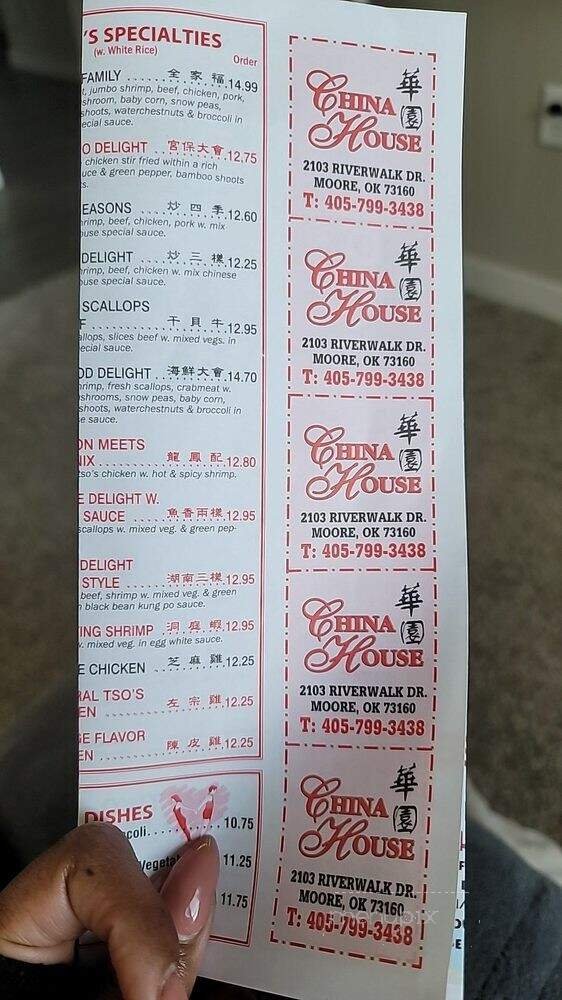 'S SPECIALTIES
(w. White Rice)
Order
FAMILY ........ 全家福.14.99
t, jumbo shrimp, beef, chicken, pork,
shroom, baby corn, snow peas,
shoots, waterchestnuts & broccoli in
ecial sauce.
O DELIGHT 宮保大會.12.75
chicken stir fried within a rich
uce & green pepper, bamboo shoots
s.
EASONS ..... 炒四季.12.60
rimp, beef, chicken, pork w. mix
ouse special sauce.
DELIGHT ..... 炒三樣.12.25
rimp, beef, chicken w. mix chinese
ouse special sauce.
SCALLOPS
F ............ 干貝牛.12.95
allops, slices beef w. mixed vegs. in
ecial sauce.
OD DELIGHT .海鮮大會.14.70
rimp, fresh scallops, crabmeat w.
shrooms, snow peas, baby corn,
shoots, waterchestnuts & broccoli in
e sauce.
ON MEETS
NIX .......... 龍鳳配.12.80
tso's chicken w. hot & spicy shrimp.
E DELIGHT W.
SAUCE ..... 魚香兩樣.12.95
scallops w. mixed veg. & green pep-
DELIGHT
STYLE ..... 湖南三樣.12.95
beef, shrimp w. mixed veg. & green
n black bean kung po sauce.
ING SHRIMP . 洞庭蝦.12.95
w. mixed veg. in egg white sauce.
E CHICKEN ... 芝麻雞.12.25
RAL TSO'S
EN .......... 左宗雞.12.25
GE FLAVOR
EN .......... 陳皮雞.12.25
DISHES
coli ........... 10.75
Vegetal 11.25
11.75
CHINA HOUSE
華園
2103 RIVERWALK DR.
MOORE, OK 73160
T: 405-799-3438
CHINA HOUSE
華園
2103 RIVERWALK DR.
MOORE, OK 73160
T: 405-799-3438
CHINA HOUSE
華園
2103 RIVERWALK DR.
MOORE, OK 73160
T: 405-799-3438
CHINA HOUSE
華園
2103 RIVERWALK DR.
MOORE, OK 73160
T: 405-799-3438
CHINA HOUSE
華園
2103 RIVERWALK DR.
MOORE, OK 73160
T: 405-799-3438
menupix